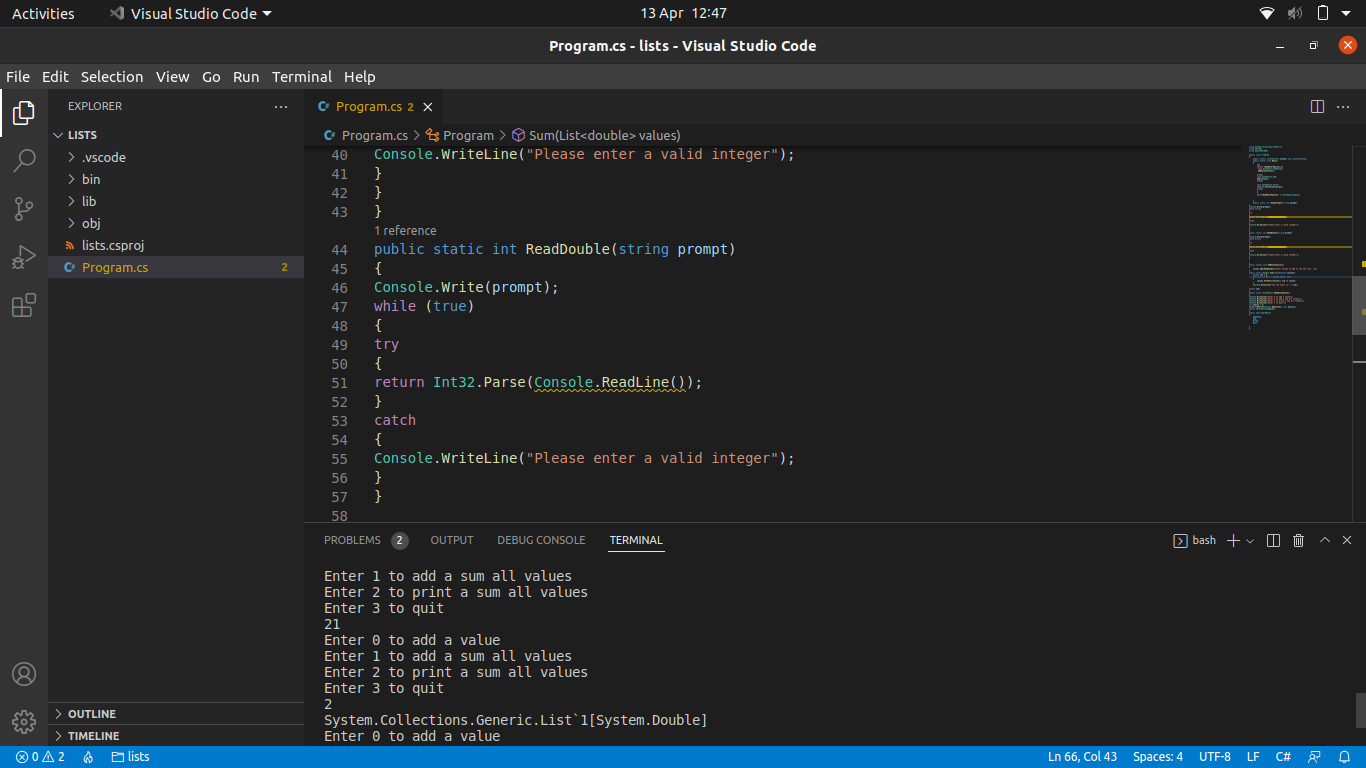 Activities Visual Studio Code 13 Apr 12:47
Program.cs - lists - Visual Studio Code
File Edit Selection View Go Run Terminal Help
EXPLORER
LISTS
.vscode
bin
lib
obj
lists.csproj
Program.cs 2
OUTLINE
TIMELINE
C# Program.cs 2
C# Program.cs > Program > Sum(List<double> values)
40 Console.WriteLine("Please enter a valid integer");
41 }
42 }
43 }
1 reference
44 public static int ReadDouble(string prompt)
45 {
46 Console.Write(prompt);
47 while (true)
48 {
49 try
50 {
51 return Int32.Parse(Console.ReadLine());
52 }
53 catch
54 {
55 Console.WriteLine("Please enter a valid integer");
56 }
57 }
58
PROBLEMS 2 OUTPUT DEBUG CONSOLE TERMINAL bash
Enter 1 to add a sum all values
Enter 2 to print a sum all values
Enter 3 to quit
21
Enter 0 to add a value
Enter 1 to add a sum all values
Enter 2 to print a sum all values
Enter 3 to quit
2
System.Collections.Generic.List`1[System.Double]
Enter 0 to add a value
0 2 lists Ln 66, Col 43 Spaces: 4 UTF-8 LF C#